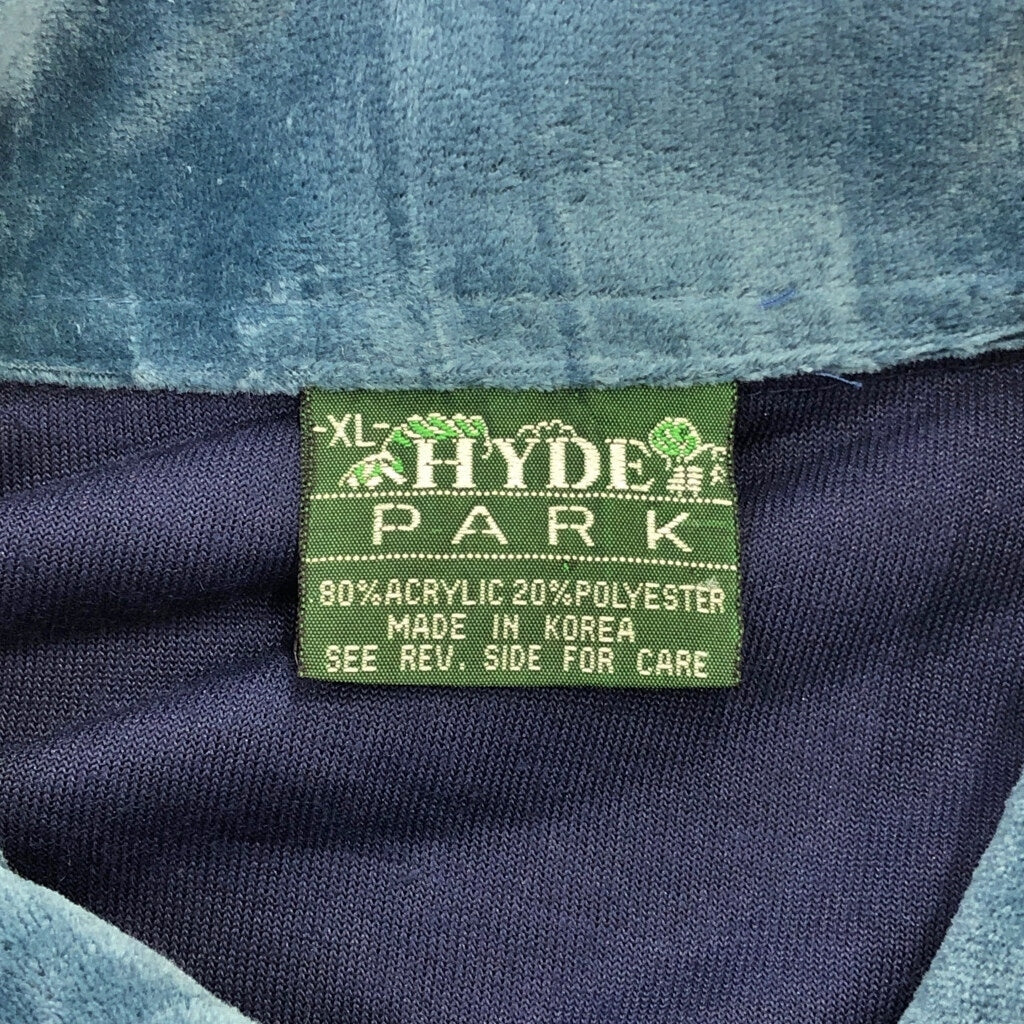 -XL-
HYDE
PARK
80% ACRYLIC 20% POLYESTER
MADE IN KOREA
SEE REV. SIDE FOR CARE